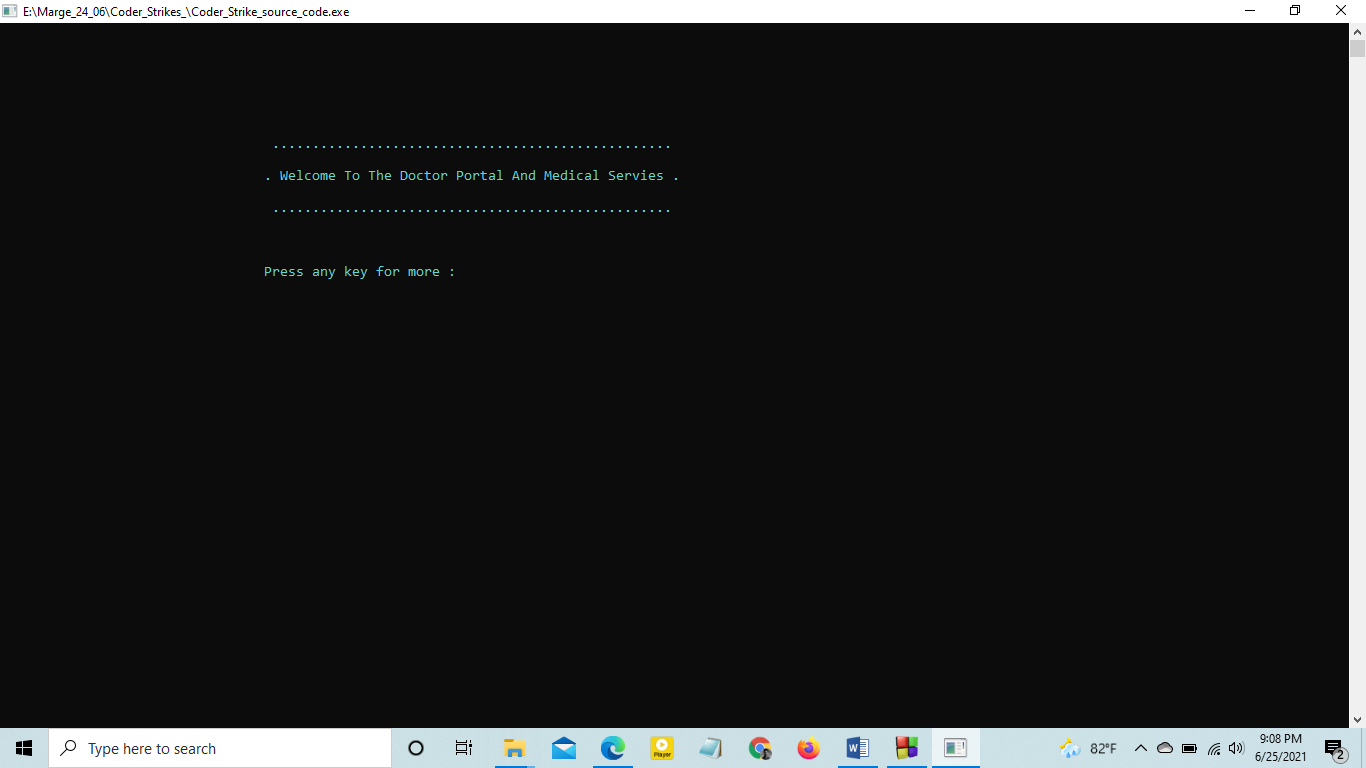 E:\Marge_24_06\Coder_Strikes_\Coder_Strike_source_code.exe
..................................................
. Welcome To The Doctor Portal And Medical Servies .
..................................................
Press any key for more :
Type here to search
Player
82°F
9:08 PM
6/25/2021
2